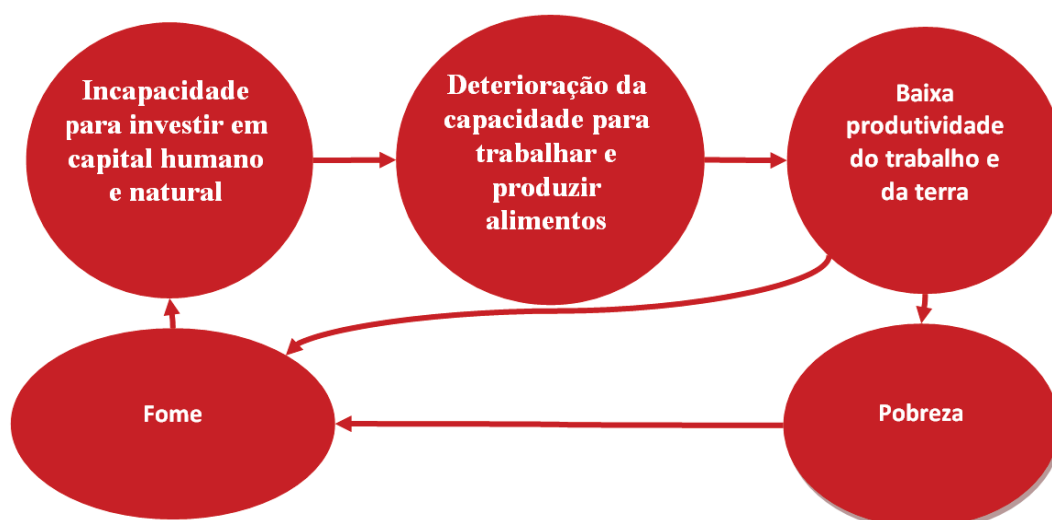 Incapacidade
para investir em
capital humano
e natural
Deterioração da
capacidade para
trabalhar e
produzir
alimentos
Baixa
produtividade
do trabalho e
da terra
Fome
Pobreza